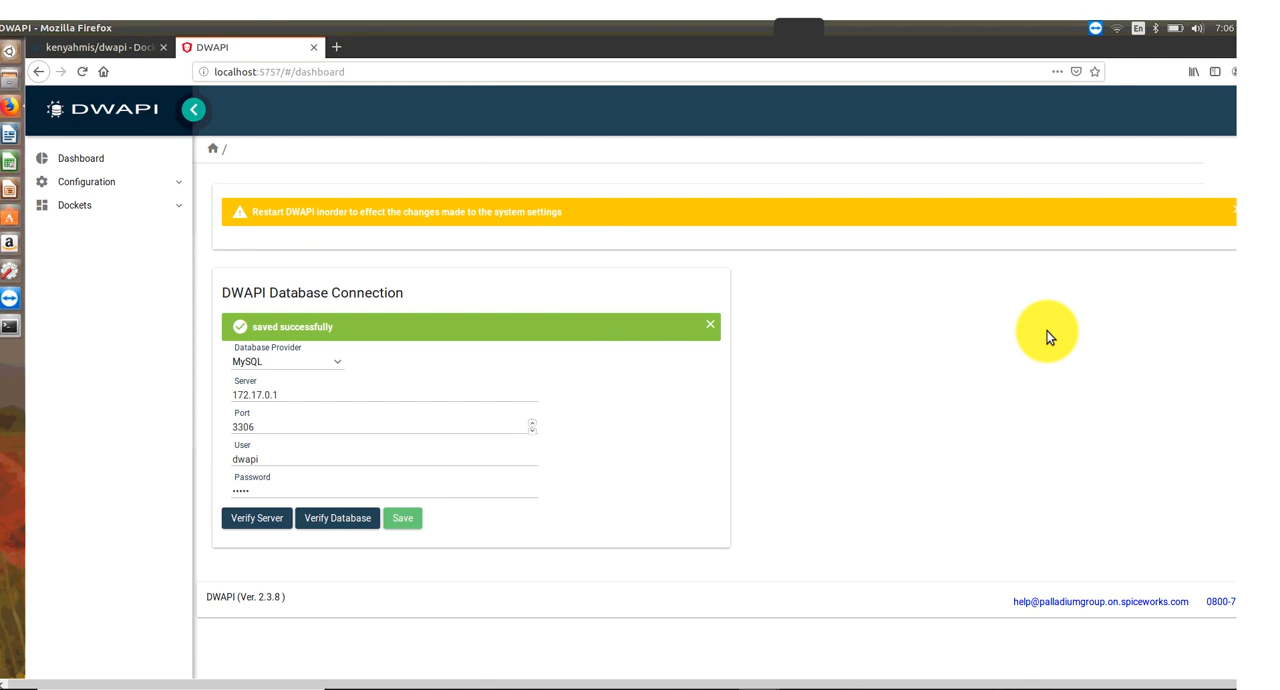 DWAPI - Mozilla Firefox
En
7:06
kenyahmis/dwapi - Dock
DWAPI
localhost:5757/#/dashboard
DWAPI
Dashboard
Configuration
Dockets
/
Restart DWAPI inorder to effect the changes made to the system settings
DWAPI Database Connection
saved successfully
Database Provider
MySQL
Server
172.17.0.1
Port
3306
User
dwapi
Password
•••••
Verify Server
Verify Database
Save
DWAPI (Ver. 2.3.8 )
help@palladiumgroup.on.spiceworks.com
0800-7